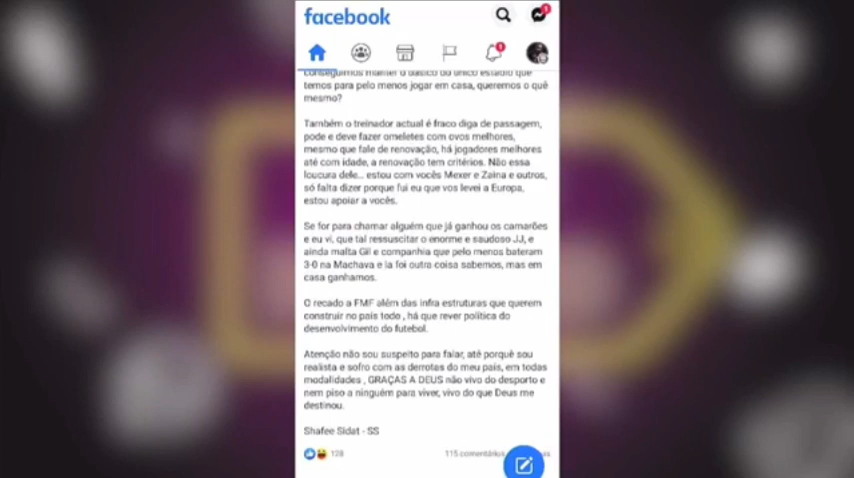 facebook
1
1
conseguimos manter o básico do único estádio que
temos para pelo menos jogar em casa, queremos o quê
mesmo?
Também o treinador actual é fraco diga de passagem,
pode e deve fazer omeletes com ovos melhores,
mesmo que fale de renovação, há jogadores melhores
até com idade, a renovação tem critérios. Não essa
loucura dele... estou com vocês Mexer e Zaina e outros,
só falta dizer porque fui eu que vos levei a Europa,
estou apoiar a vocês.
Se for para chamar alguém que já ganhou os camarões
e eu vi, que tal ressuscitar o enorme e saudoso JJ, e
ainda malta Gil e companhia que pelo menos bateram
3-0 na Machava e la foi outra coisa sabemos, mas em
casa ganhamos.
O recado a FMF além das infra estruturas que querem
construir no país todo , há que rever política do
desenvolvimento do futebol.
Atenção não sou suspeito para falar, até porquê sou
realista e sofro com as derrotas do meu país, em todas
modalidades , GRAÇAS A DEUS não vivo do desporto e
nem piso a ninguém para viver, vivo do que Deus me
destinou.
Shafee Sidat - SS
128
115 comentários